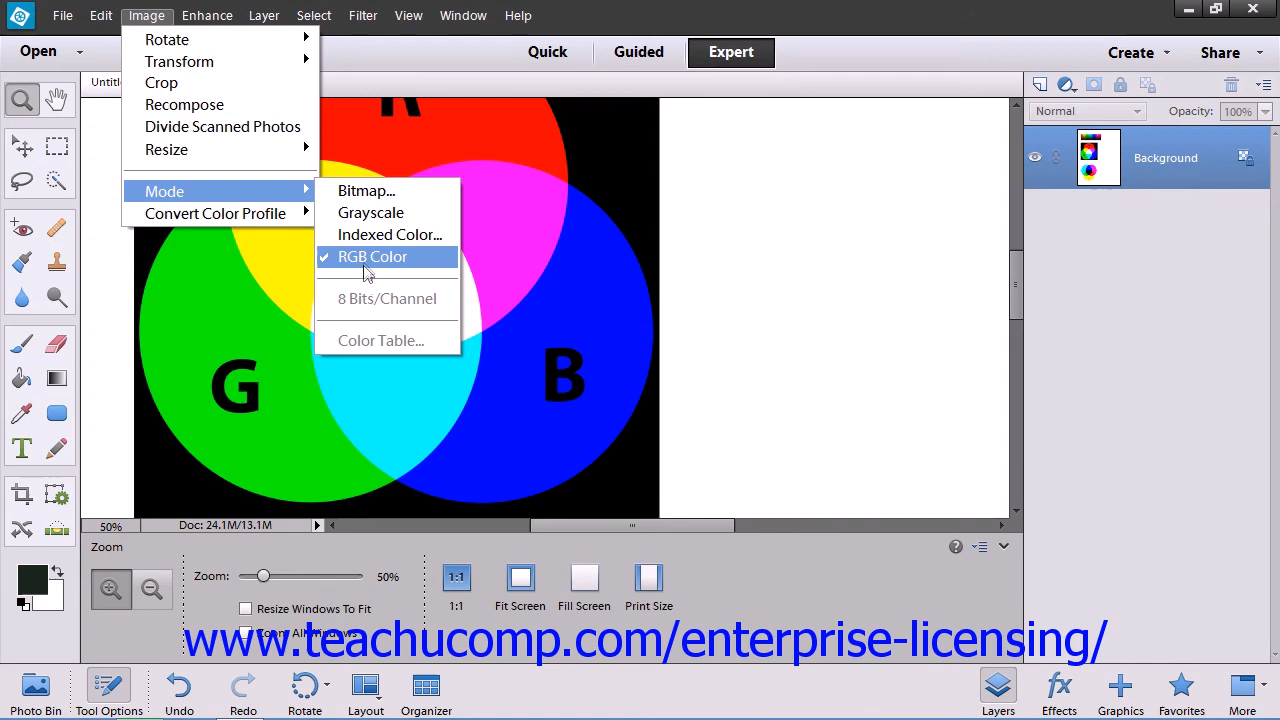 File Edit Image Enhance Layer Select Filter View Window Help
Open
Quick Guided Expert
Create Share
Rotate
Transform
Crop
Recompose
Divide Scanned Photos
Resize
Mode
Convert Color Profile
Bitmap...
Grayscale
Indexed Color...
RGB Color
8 Bits/Channel
Color Table...
G
B
Normal Opacity: 100%
Background
50% Doc: 24.1M/13.1M
Zoom
Zoom: 50%
1:1
1:1 Fit Screen Fill Screen Print Size
Resize Windows To Fit
Zoom All Windows
www.teachucomp.com/enterprise-licensing/
Photo Bin Tool Options Undo Redo Rotate Layout Organizer
Layers Effects Graphics Favorites More
fx
T